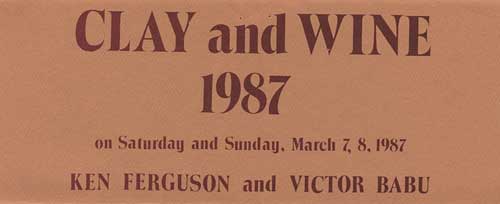 CLAY and WINE
1987
on Saturday and Sunday, March 7, 8, 1987
KEN FERGUSON and VICTOR BABU